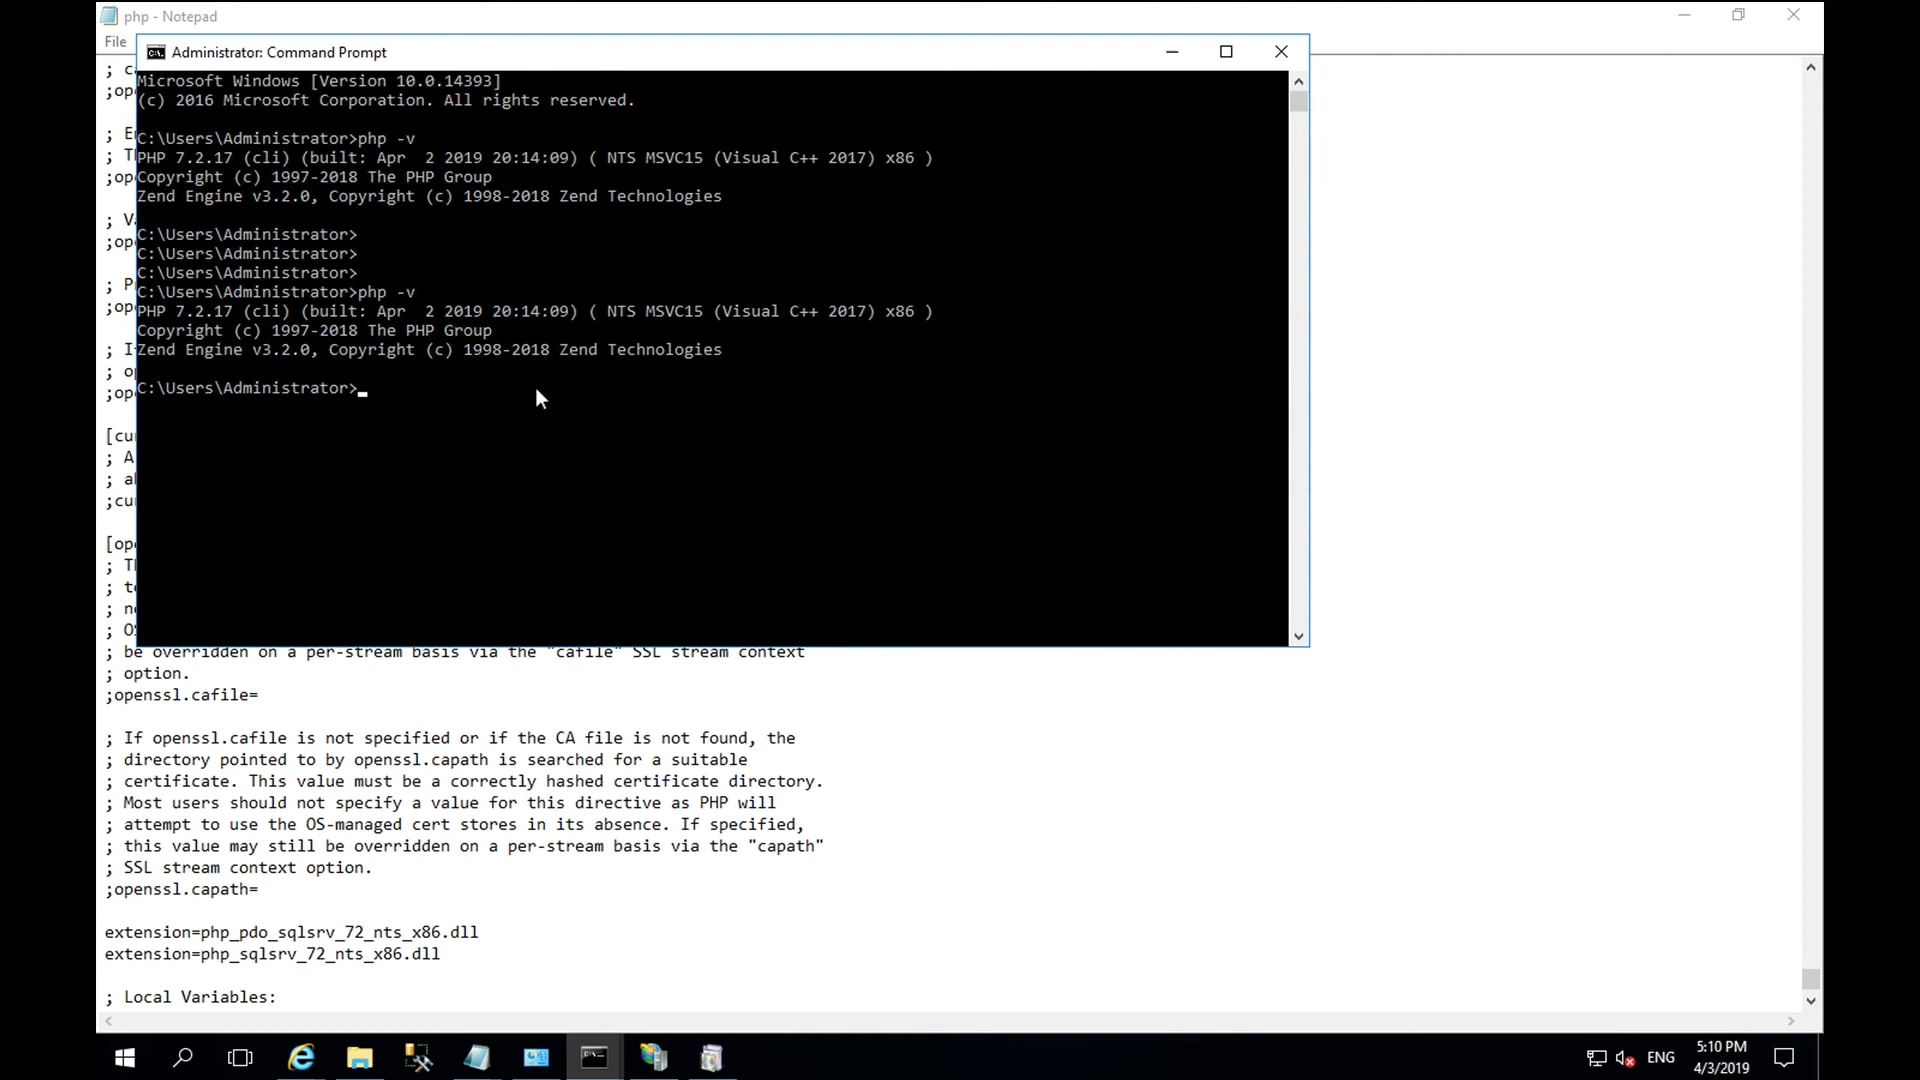 php - Notepad
File
Administrator: Command Prompt
Microsoft Windows [Version 10.0.14393]
(c) 2016 Microsoft Corporation. All rights reserved.
C:\Users\Administrator>php -v
PHP 7.2.17 (cli) (built: Apr  2 2019 20:14:09) ( NTS MSVC15 (Visual C++ 2017) x86 )
Copyright (c) 1997-2018 The PHP Group
Zend Engine v3.2.0, Copyright (c) 1998-2018 Zend Technologies
C:\Users\Administrator>
C:\Users\Administrator>
C:\Users\Administrator>
C:\Users\Administrator>php -v
PHP 7.2.17 (cli) (built: Apr  2 2019 20:14:09) ( NTS MSVC15 (Visual C++ 2017) x86 )
Copyright (c) 1997-2018 The PHP Group
Zend Engine v3.2.0, Copyright (c) 1998-2018 Zend Technologies
C:\Users\Administrator>
; be overridden on a per-stream basis via the "cafile" SSL stream context
; option.
;openssl.cafile=
; If openssl.cafile is not specified or if the CA file is not found, the
; directory pointed to by openssl.capath is searched for a suitable
; certificate. This value must be a correctly hashed certificate directory.
; Most users should not specify a value for this directive as PHP will
; attempt to use the OS-managed cert stores in its absence. If specified,
; this value may still be overridden on a per-stream basis via the "capath"
; SSL stream context option.
;openssl.capath=
extension=php_pdo_sqlsrv_72_nts_x86.dll
extension=php_sqlsrv_72_nts_x86.dll
; Local Variables:
ENG
5:10 PM
4/3/2019